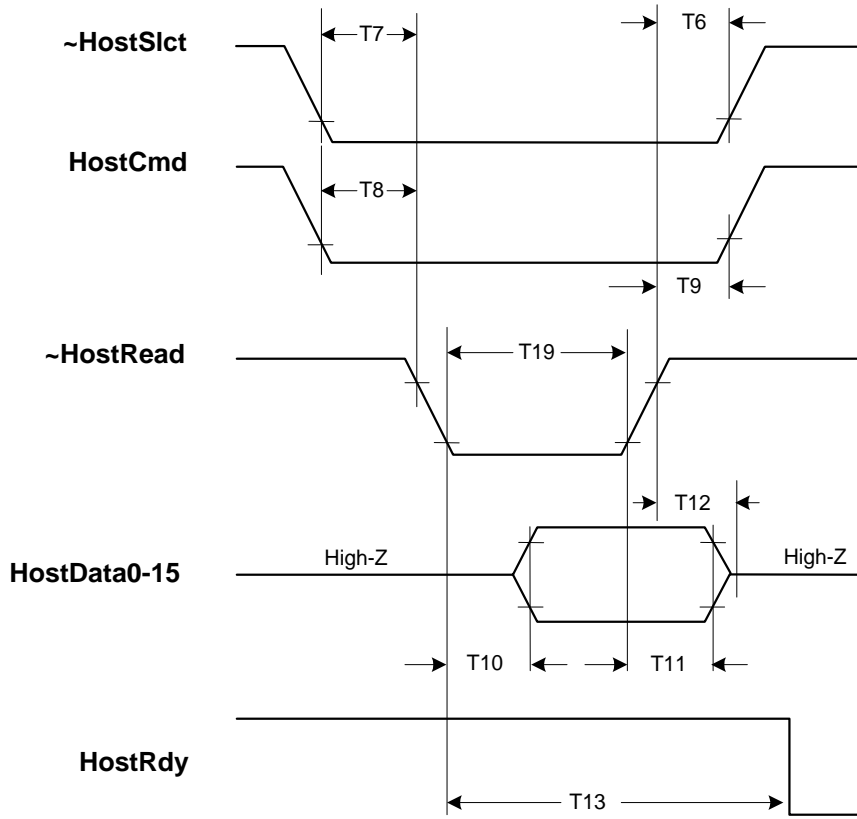 ~HostSlct
T7
T6
HostCmd
T8
T9
~HostRead
T19
T12
HostData0-15
High-Z
High-Z
T10
T11
HostRdy
T13